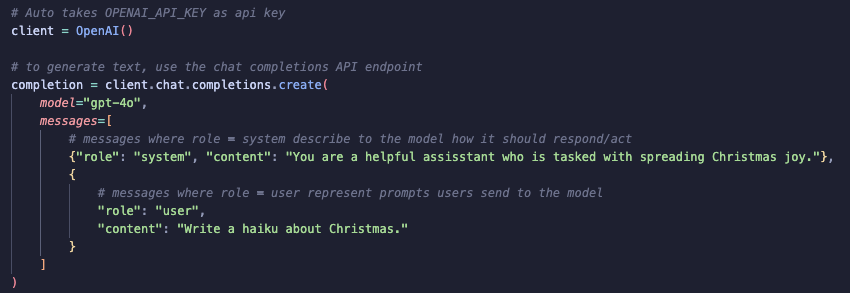 # Auto takes OPENAI_API_KEY as api key
client = OpenAI()
# to generate text, use the chat completions API endpoint
completion = client.chat.completions.create(
model="gpt-4o",
messages=[
# messages where role = system describe to the model how it should respond/act
{"role": "system", "content": "You are a helpful assisstant who is tasked with spreading Christmas joy."},
{
# messages where role = user represent prompts users send to the model
"role": "user",
"content": "Write a haiku about Christmas."
}
]
)